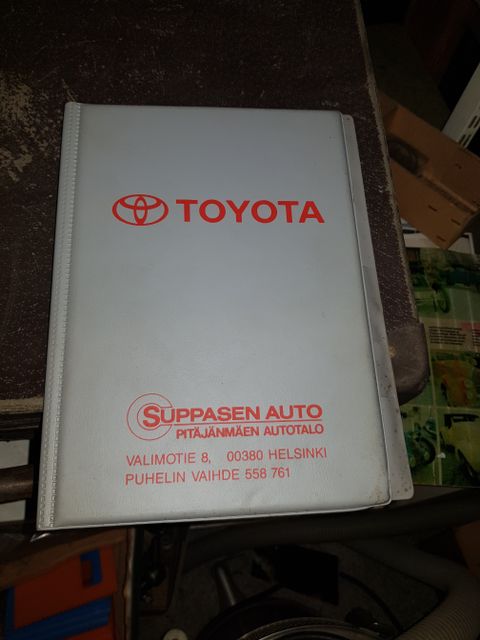 TOYOTA
SUPPASEN AUTO
PITÄJÄNMÄEN AUTOTALO
VALIMOTIE 8, 00380 HELSINKI
PUHELIN VAIHDE 558 761